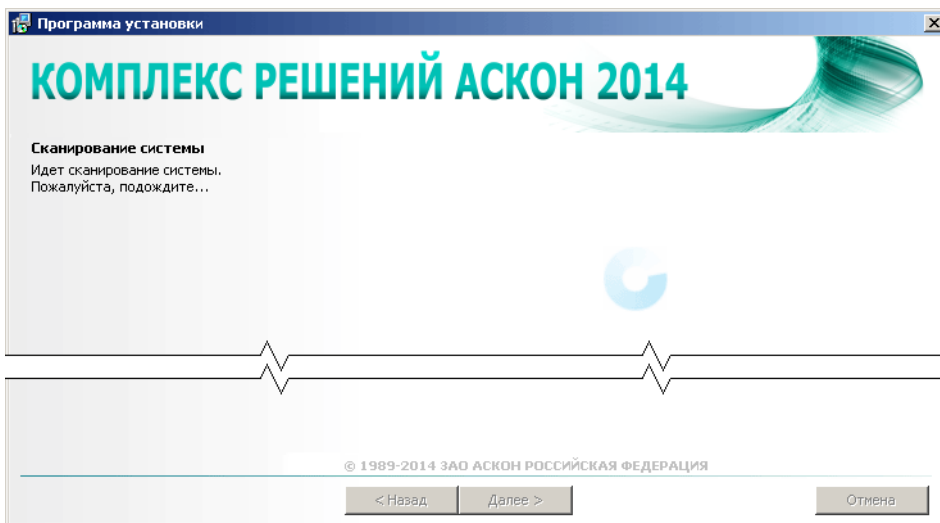 Программа установки
КОМПЛЕКС РЕШЕНИЙ АСКОН 2014
Сканирование системы
Идет сканирование системы.
Пожалуйста, подождите...
© 1989-2014 ЗАО АСКОН РОССИЙСКАЯ ФЕДЕРАЦИЯ
< Назад Далее > Отмена